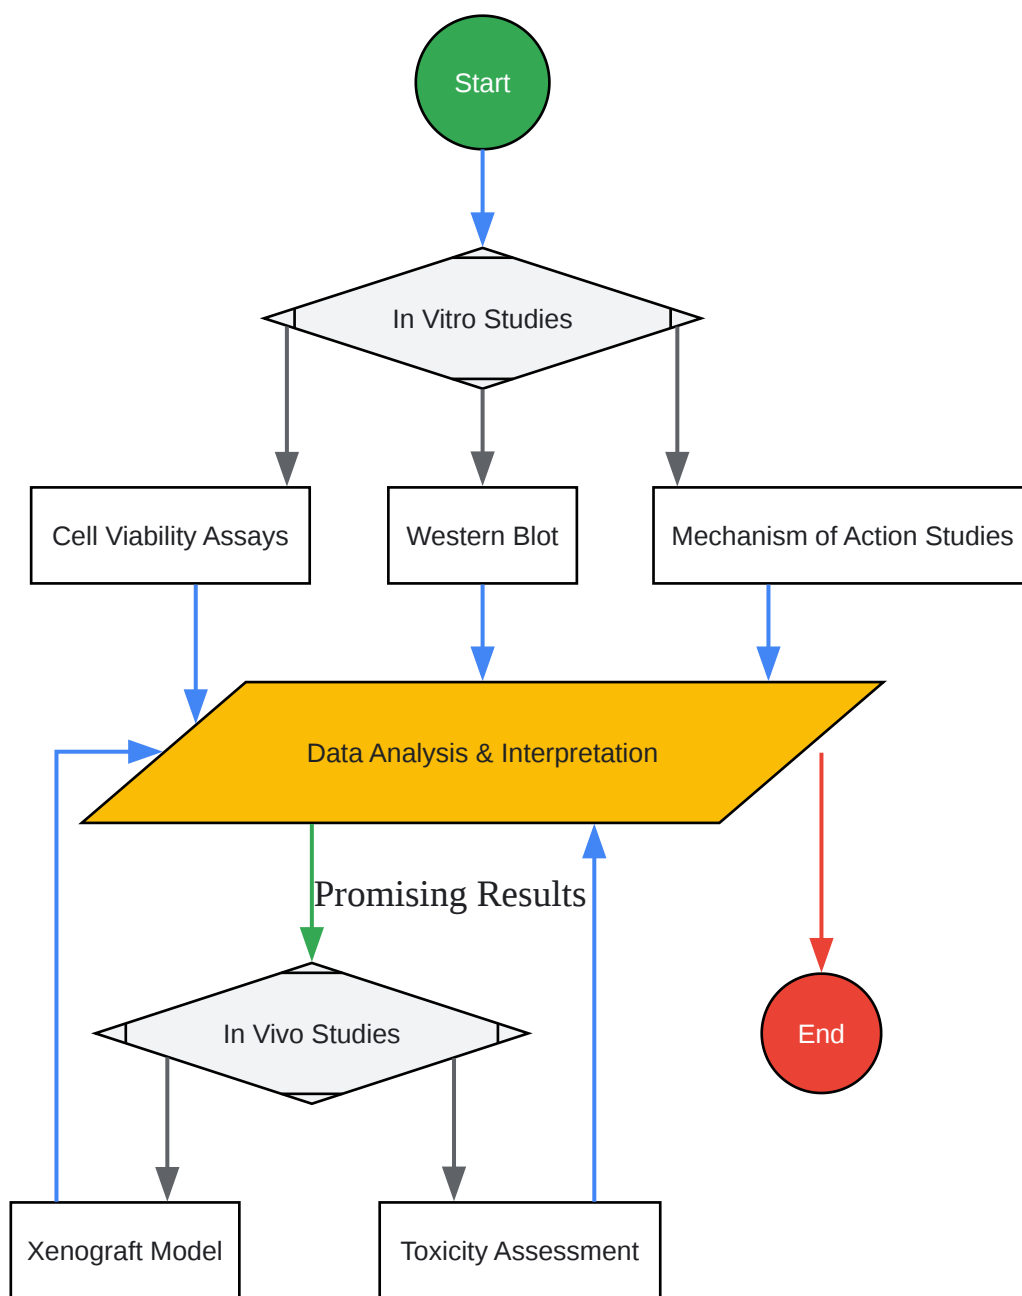 Start
In Vitro Studies
Cell Viability Assays
Western Blot
Mechanism of Action Studies
Data Analysis & Interpretation
Promising Results
In Vivo Studies
End
Xenograft Model
Toxicity Assessment